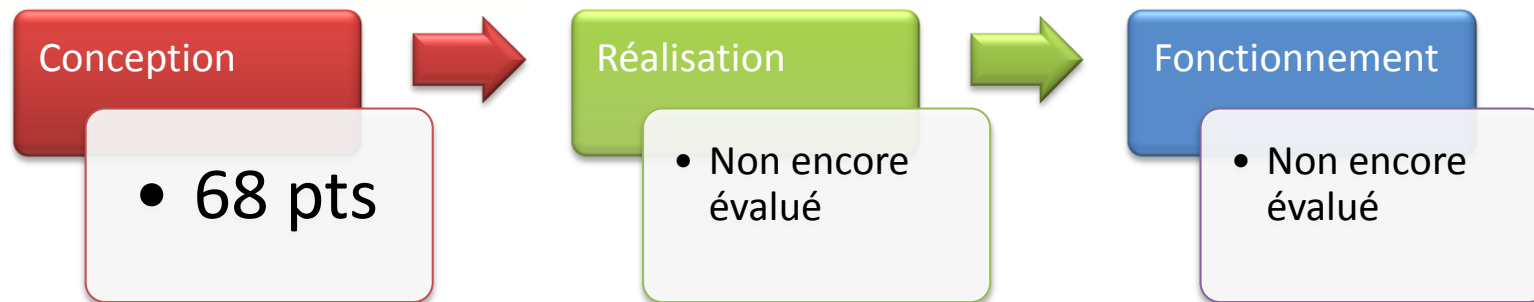 Conception
• 68 pts
Réalisation
• Non encore
évalué
Fonctionnement
• Non encore
évalué